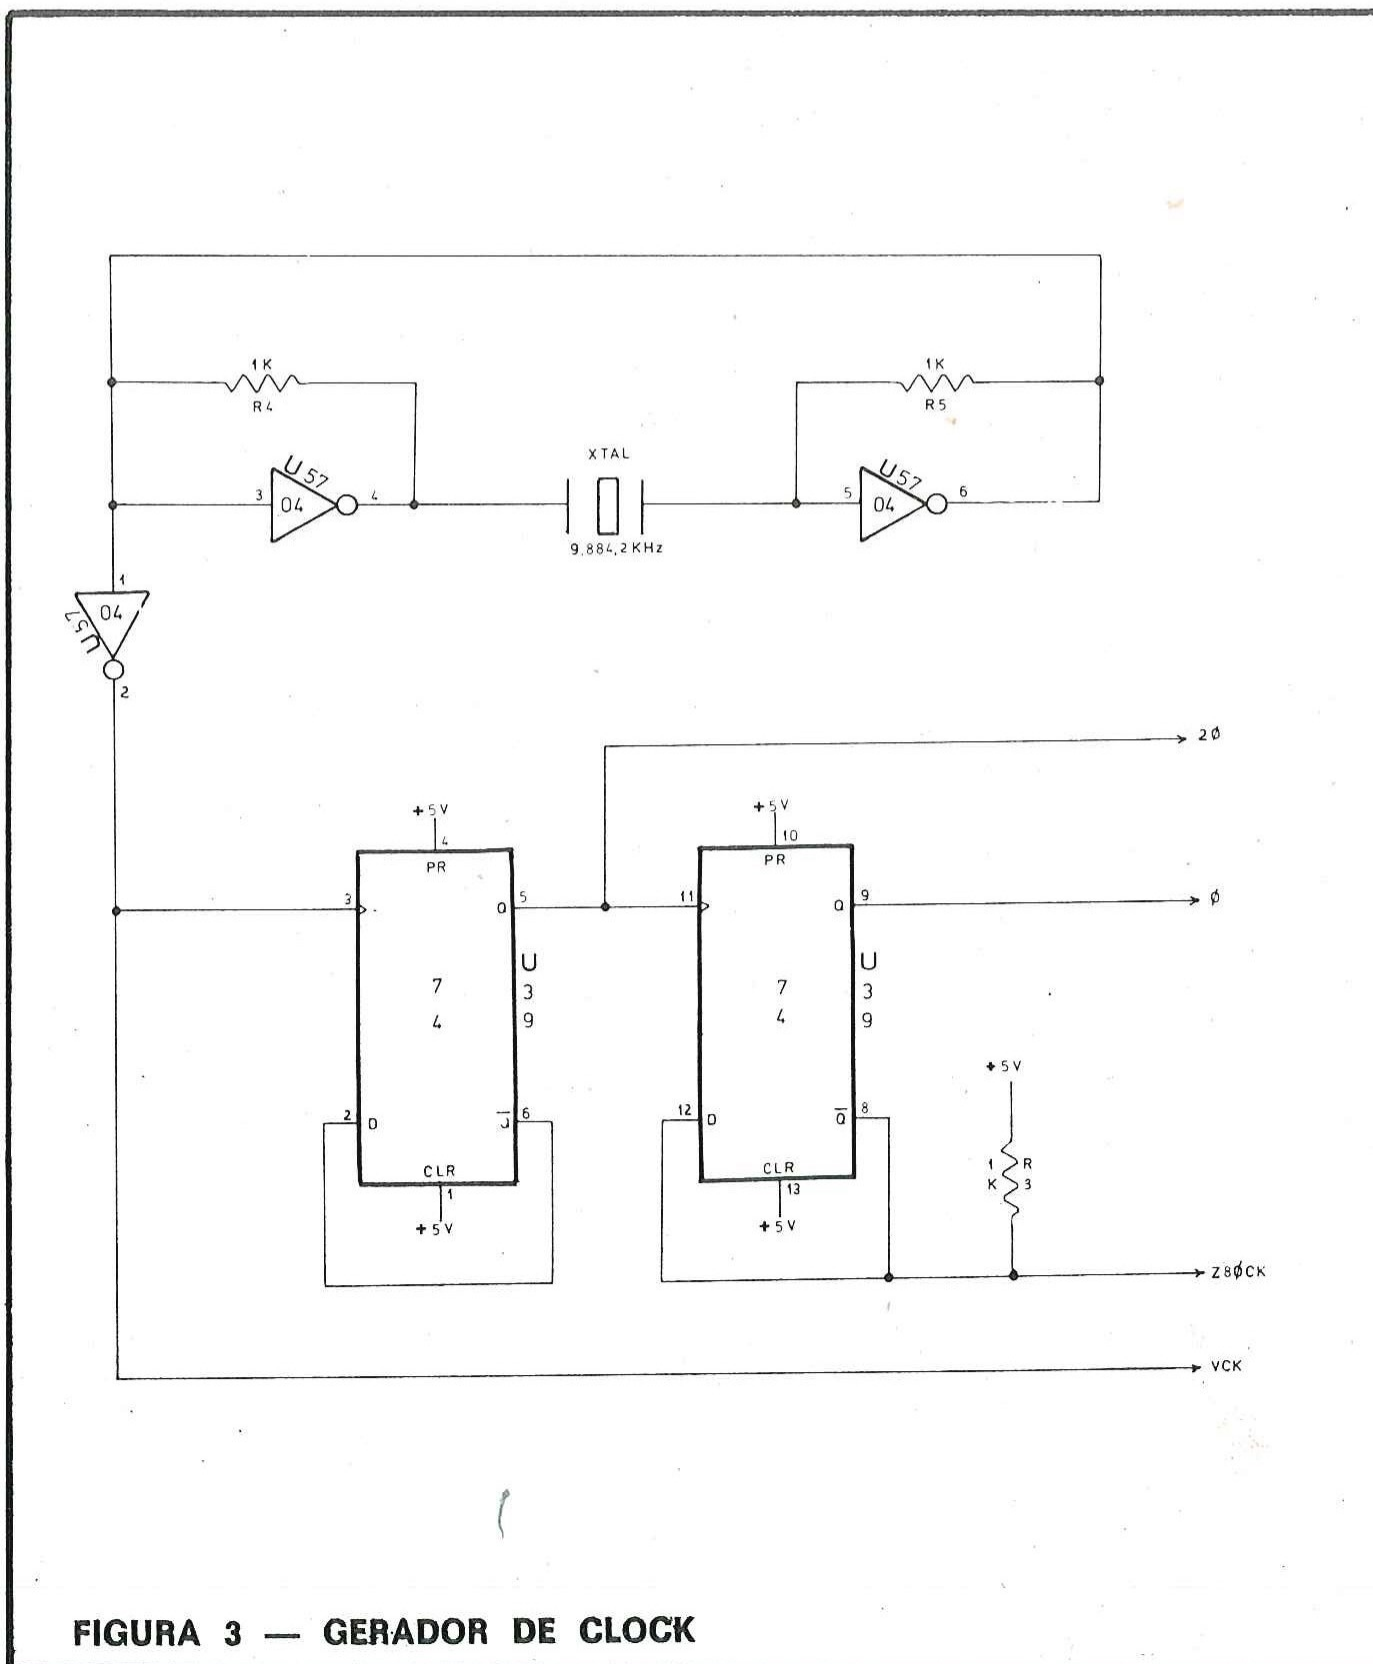 1K
R4
1K
R5
U57
3
04
4
XTAL
9.884,2KHz
U57
5
04
6
1
04
U57
2
2Ø
+5V
4
PR
3
Q
5
U
3
9
7
4
2
D
Q
6
CLR
1
+5V
+5V
10
PR
11
Q
9
Ø
U
3
9
7
4
12
D
Q
8
CLR
13
+5V
+5V
1
K
R
3
Z8ØCK
VCK
FIGURA 3 — GERADOR DE CLOCK